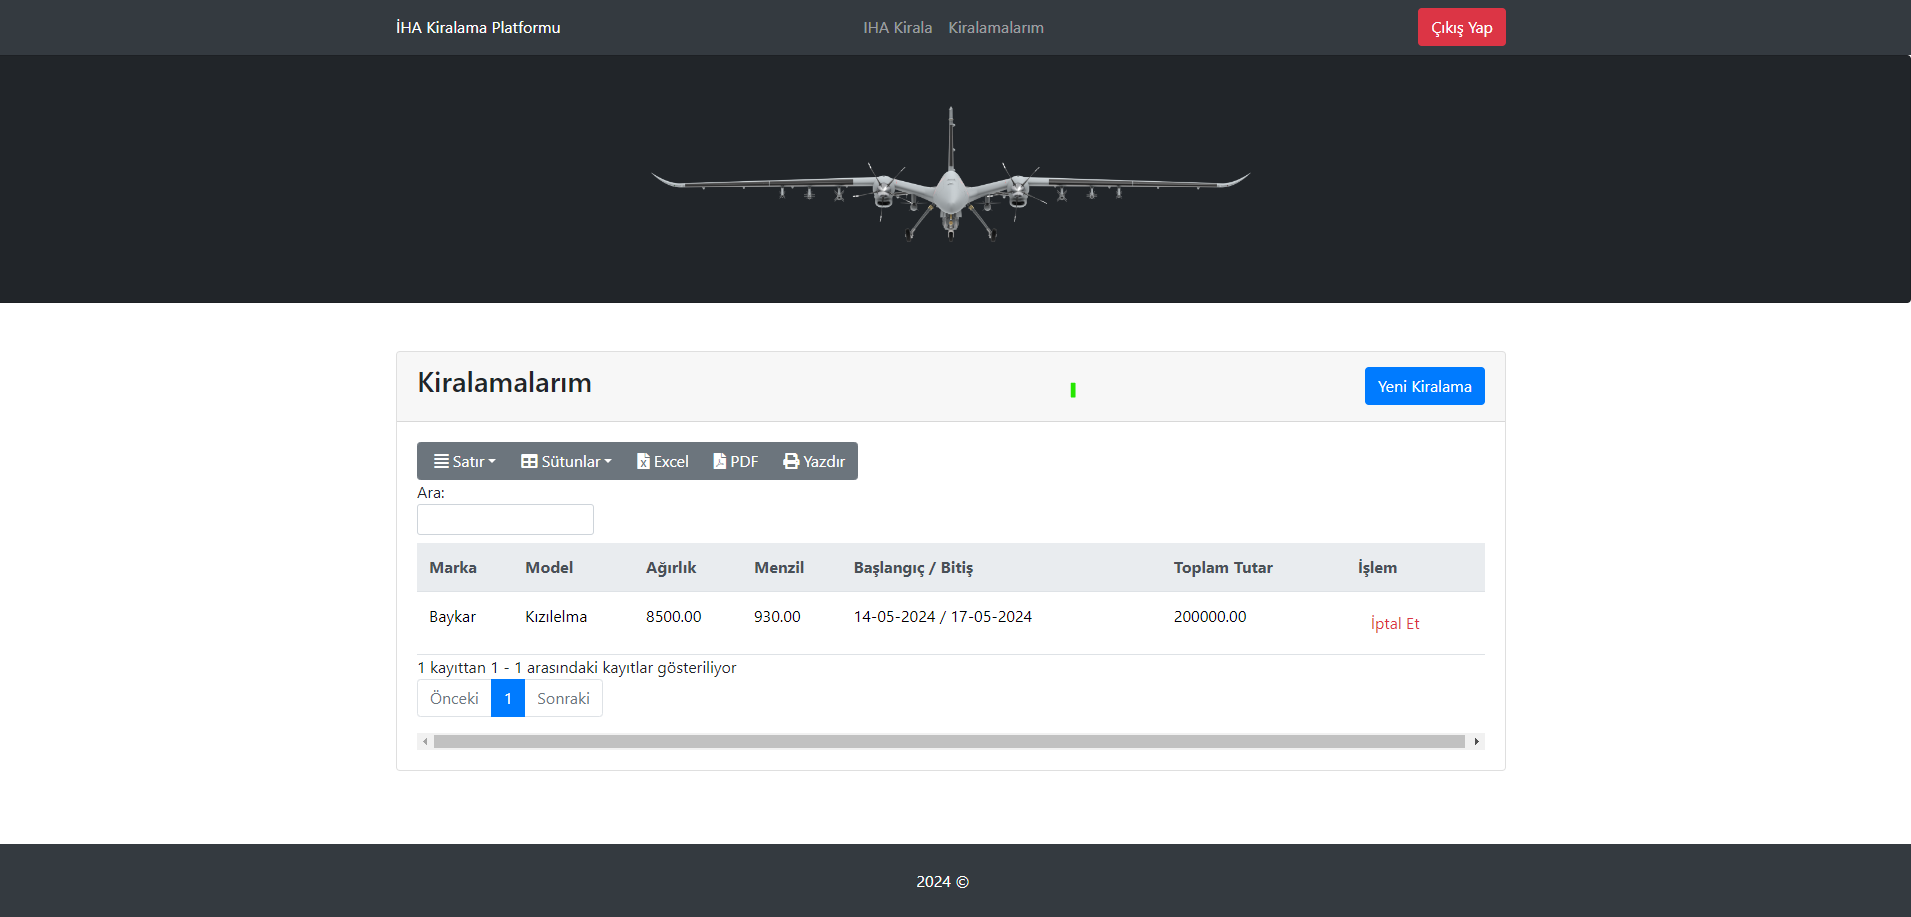 İHA Kiralama Platformu IHA Kirala Kiralamalarım Çıkış Yap
Kiralamalarım Yeni Kiralama
Satır Sütunlar Excel PDF Yazdır
Ara:
Marka Model Ağırlık Menzil Başlangıç / Bitiş Toplam Tutar İşlem
Baykar Kızılelma 8500.00 930.00 14-05-2024 / 17-05-2024 200000.00 İptal Et
1 kayıttan 1 - 1 arasındaki kayıtlar gösteriliyor
Önceki 1 Sonraki
2024 ©